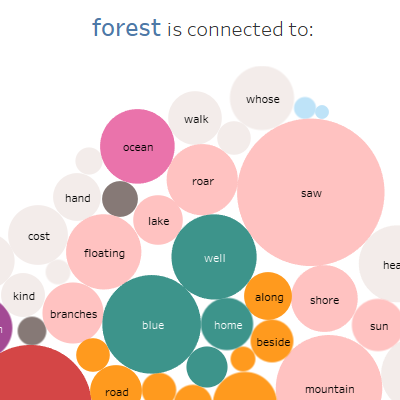 forest is connected to:
whose
walk
ocean
roar
hand
saw
lake
cost
floating
well
hea
kind
along
shore
branches
blue
home
sun
n
beside
road
mountain